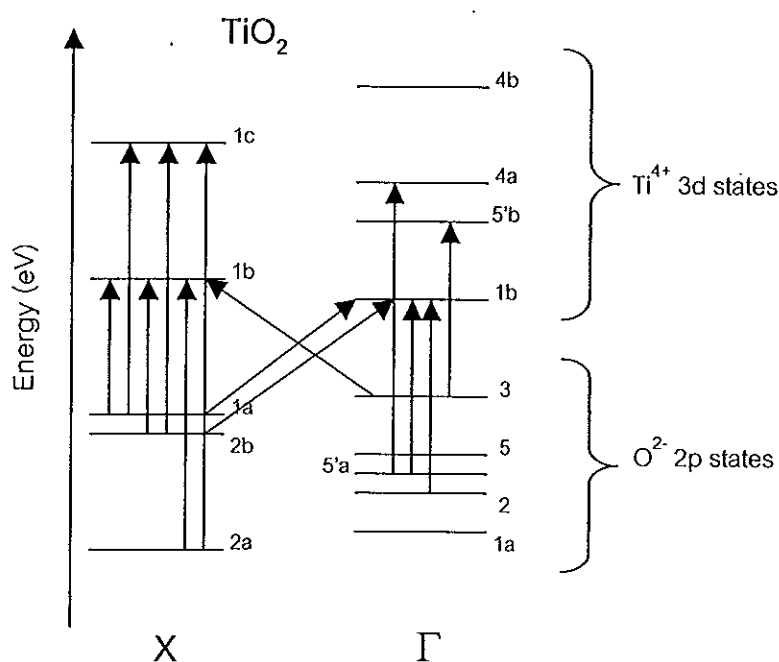 TiO₂
4b
1c
4a
Ti⁴⁺ 3d states
5'b
1b
1b
Energy (eV)
3
1a
2b
5
5'a
O²⁻ 2p states
2
2a
1a
X
Γ